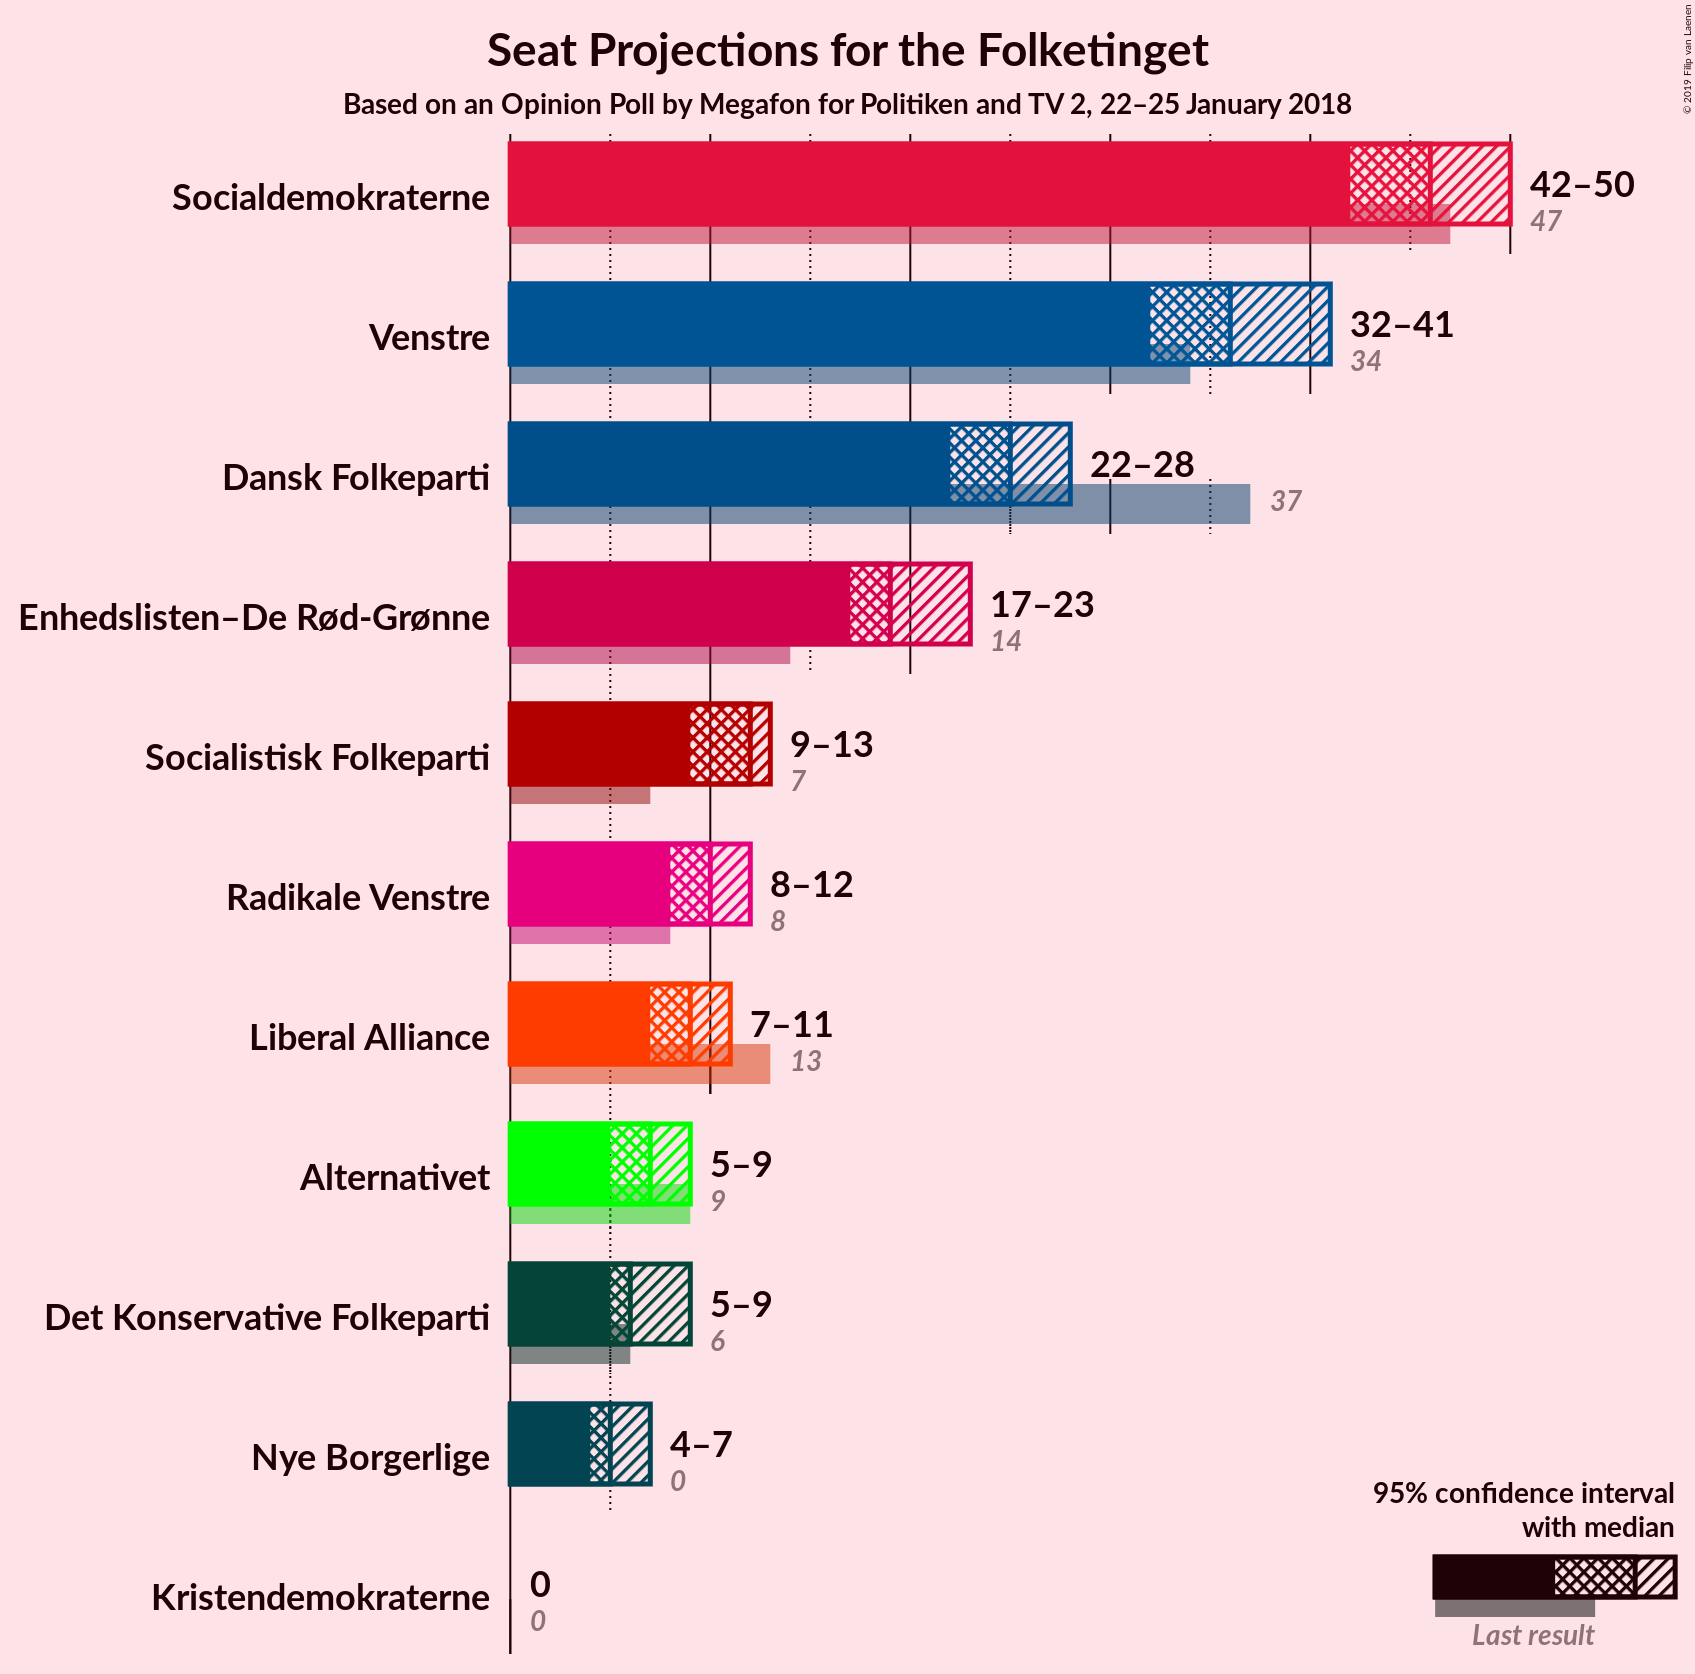 Seat Projections for the Folketinget
Based on an Opinion Poll by Megafon for Politiken and TV 2, 22–25 January 2018
© 2019 Filip van Laenen
Socialdemokraterne
42–50
47
Venstre
32–41
34
Dansk Folkeparti
22–28
37
Enhedslisten–De Rød-Grønne
17–23
14
Socialistisk Folkeparti
9–13
7
Radikale Venstre
8–12
8
Liberal Alliance
7–11
13
Alternativet
5–9
9
Det Konservative Folkeparti
5–9
6
Nye Borgerlige
4–7
0
Kristendemokraterne
0
0
95% confidence interval
with median
Last result